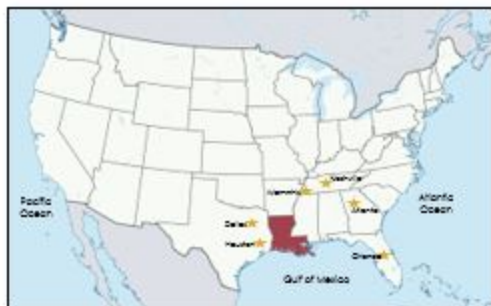 Nashville
Memphis
Atlanta
Pacific
Ocean
Atlantic
Ocean
Dallas
Houston
Orlando
Gulf of Mexico